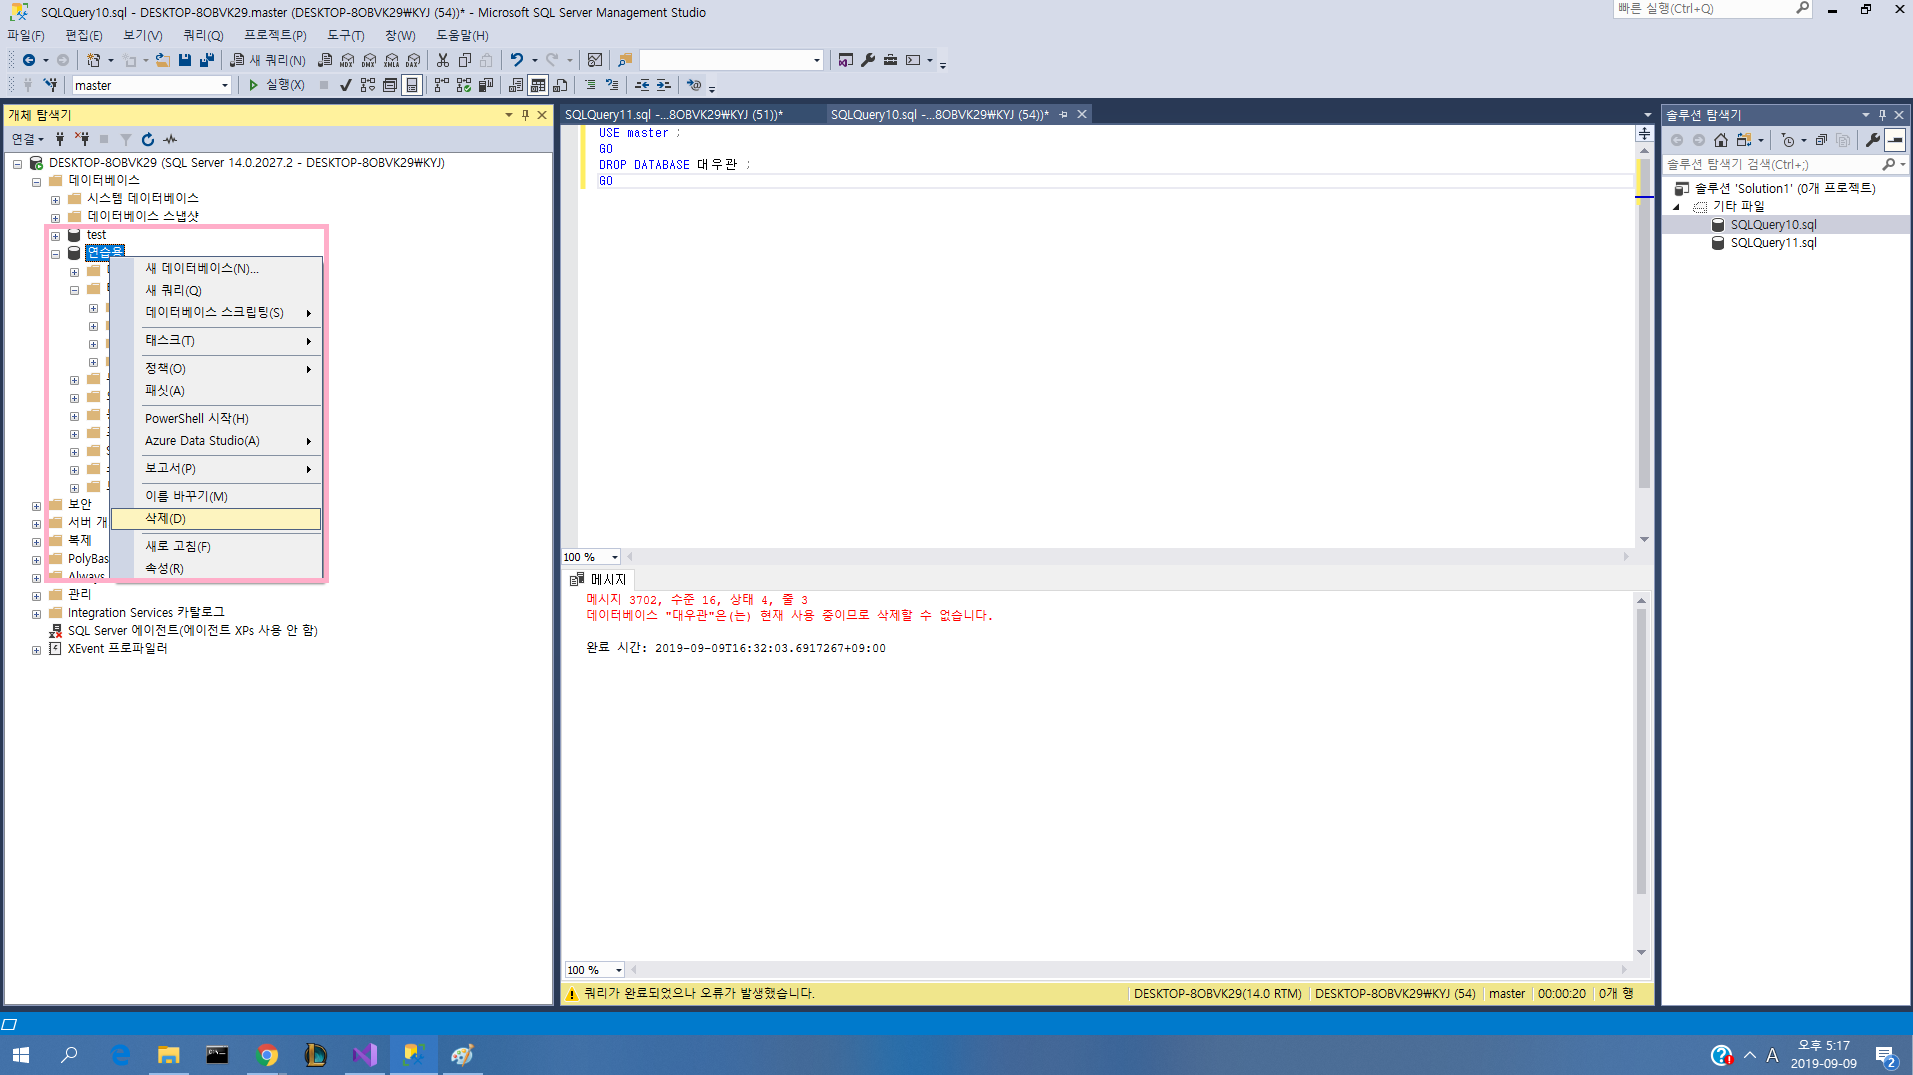 SQLQuery10.sql - DESKTOP-8OBVK29.master (DESKTOP-8OBVK29₩KYJ (54))* - Microsoft SQL Server Management Studio
빠른 실행(Ctrl+Q)
파일(F) 편집(E) 보기(V) 쿼리(Q) 프로젝트(P) 도구(T) 창(W) 도움말(H)
새 쿼리(N)
master
실행(X)
개체 탐색기
연결
DESKTOP-8OBVK29 (SQL Server 14.0.2027.2 - DESKTOP-8OBVK29₩KYJ)
데이터베이스
시스템 데이터베이스
데이터베이스 스냅샷
test
연습용
새 데이터베이스(N)...
새 쿼리(Q)
데이터베이스 스크립팅(S)
태스크(T)
정책(O)
패싯(A)
PowerShell 시작(H)
Azure Data Studio(A)
보고서(P)
이름 바꾸기(M)
삭제(D)
새로 고침(F)
속성(R)
보안
서버 개
복제
PolyBas
Always
관리
Integration Services 카탈로그
SQL Server 에이전트(에이전트 XPs 사용 안 함)
XEvent 프로파일러
SQLQuery11.sql -...8OBVK29₩KYJ (51))*
SQLQuery10.sql -...8OBVK29₩KYJ (54))*
USE master ;
GO
DROP DATABASE 대우관 ;
GO
100 %
메시지
메시지 3702, 수준 16, 상태 4, 줄 3
데이터베이스 "대우관"은(는) 현재 사용 중이므로 삭제할 수 없습니다.
완료 시간: 2019-09-09T16:32:03.6917267+09:00
100 %
쿼리가 완료되었으나 오류가 발생했습니다.
DESKTOP-8OBVK29(14.0 RTM)
DESKTOP-8OBVK29₩KYJ (54)
master
00:00:20
0개 행
솔루션 탐색기
솔루션 탐색기 검색(Ctrl+;)
솔루션 'Solution1' (0개 프로젝트)
기타 파일
SQLQuery10.sql
SQLQuery11.sql
A
오후 5:17
2019-09-09
2